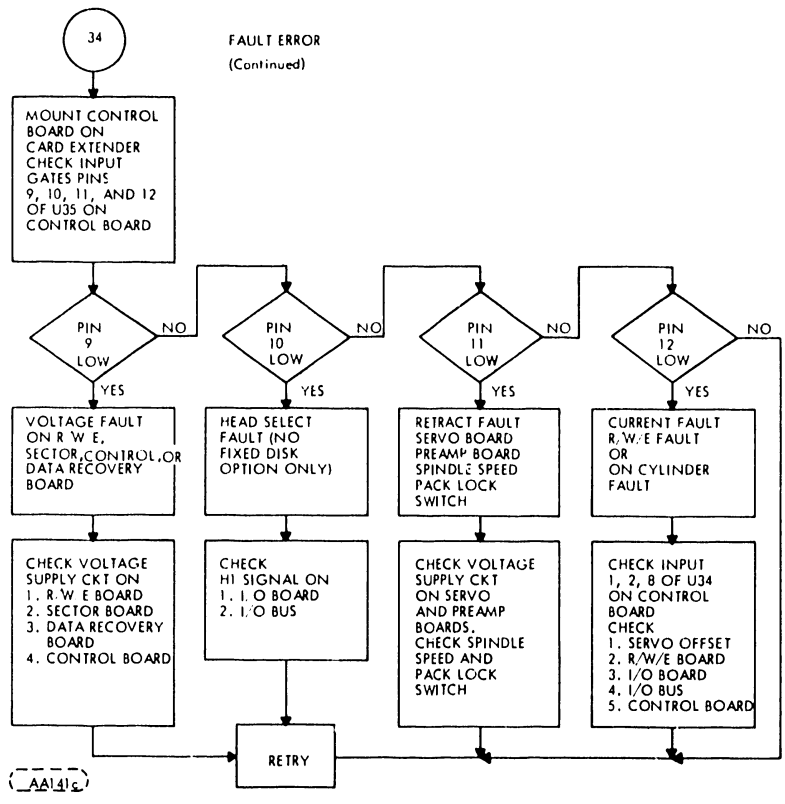 34
FAULT ERROR
(Continued)
MOUNT CONTROL
BOARD ON
CARD EXTENDER
CHECK INPUT
GATES PINS
9, 10, 11, AND 12
OF U35 ON
CONTROL BOARD
PIN
9
LOW
NO
YES
PIN
10
LOW
NO
YES
PIN
11
LOW
NO
YES
PIN
12
LOW
NO
YES
VOLTAGE FAULT
ON R W E,
SECTOR, CONTROL, OR
DATA RECOVERY
BOARD
HEAD SELECT
FAULT (NO
FIXED DISK
OPTION ONLY)
RETRACT FAULT
SERVO BOARD
PREAMP BOARD
SPINDLE SPEED
PACK LOCK
SWITCH
CURRENT FAULT
R/W/E FAULT
OR
ON CYLINDER
FAULT
CHECK VOLTAGE
SUPPLY CKT ON
1. R/W E BOARD
2. SECTOR BOARD
3. DATA RECOVERY
BOARD
4. CONTROL BOARD
CHECK
H1 SIGNAL ON
1. I/O BOARD
2. I/O BUS
CHECK VOLTAGE
SUPPLY CKT
ON SERVO
AND PREAMP
BOARDS.
CHECK SPINDLE
SPEED AND
PACK LOCK
SWITCH
CHECK INPUT
1, 2, 8 OF U34
ON CONTROL
BOARD
CHECK
1. SERVO OFFSET
2. R/W/E BOARD
3. I/O BOARD
4. I/O BUS
5. CONTROL BOARD
RETRY
AA141c